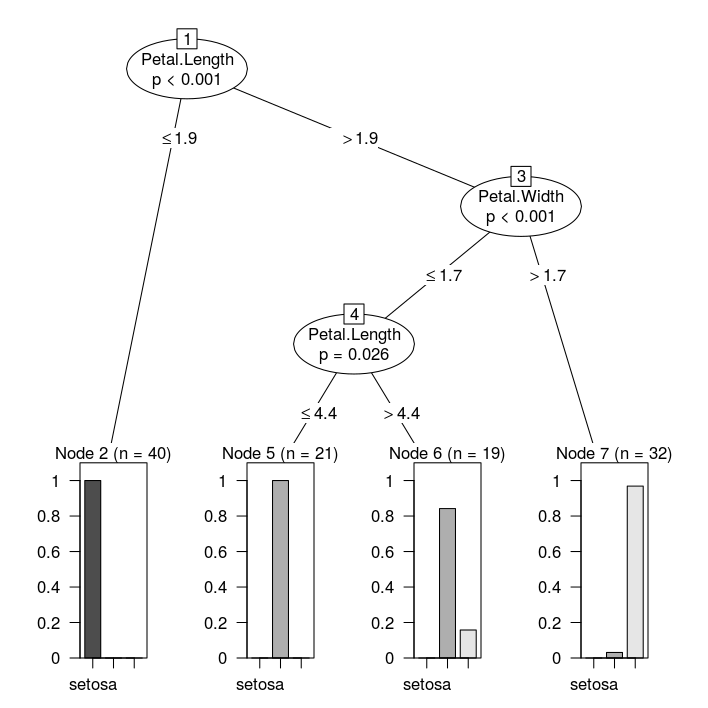 1
Petal.Length
p < 0.001
≤ 1.9
> 1.9
3
Petal.Width
p < 0.001
≤ 1.7
> 1.7
4
Petal.Length
p = 0.026
≤ 4.4
> 4.4
Node 2 (n = 40)
1
0.8
0.6
0.4
0.2
0
setosa
Node 5 (n = 21)
1
0.8
0.6
0.4
0.2
0
setosa
Node 6 (n = 19)
1
0.8
0.6
0.4
0.2
0
setosa
Node 7 (n = 32)
1
0.8
0.6
0.4
0.2
0
setosa